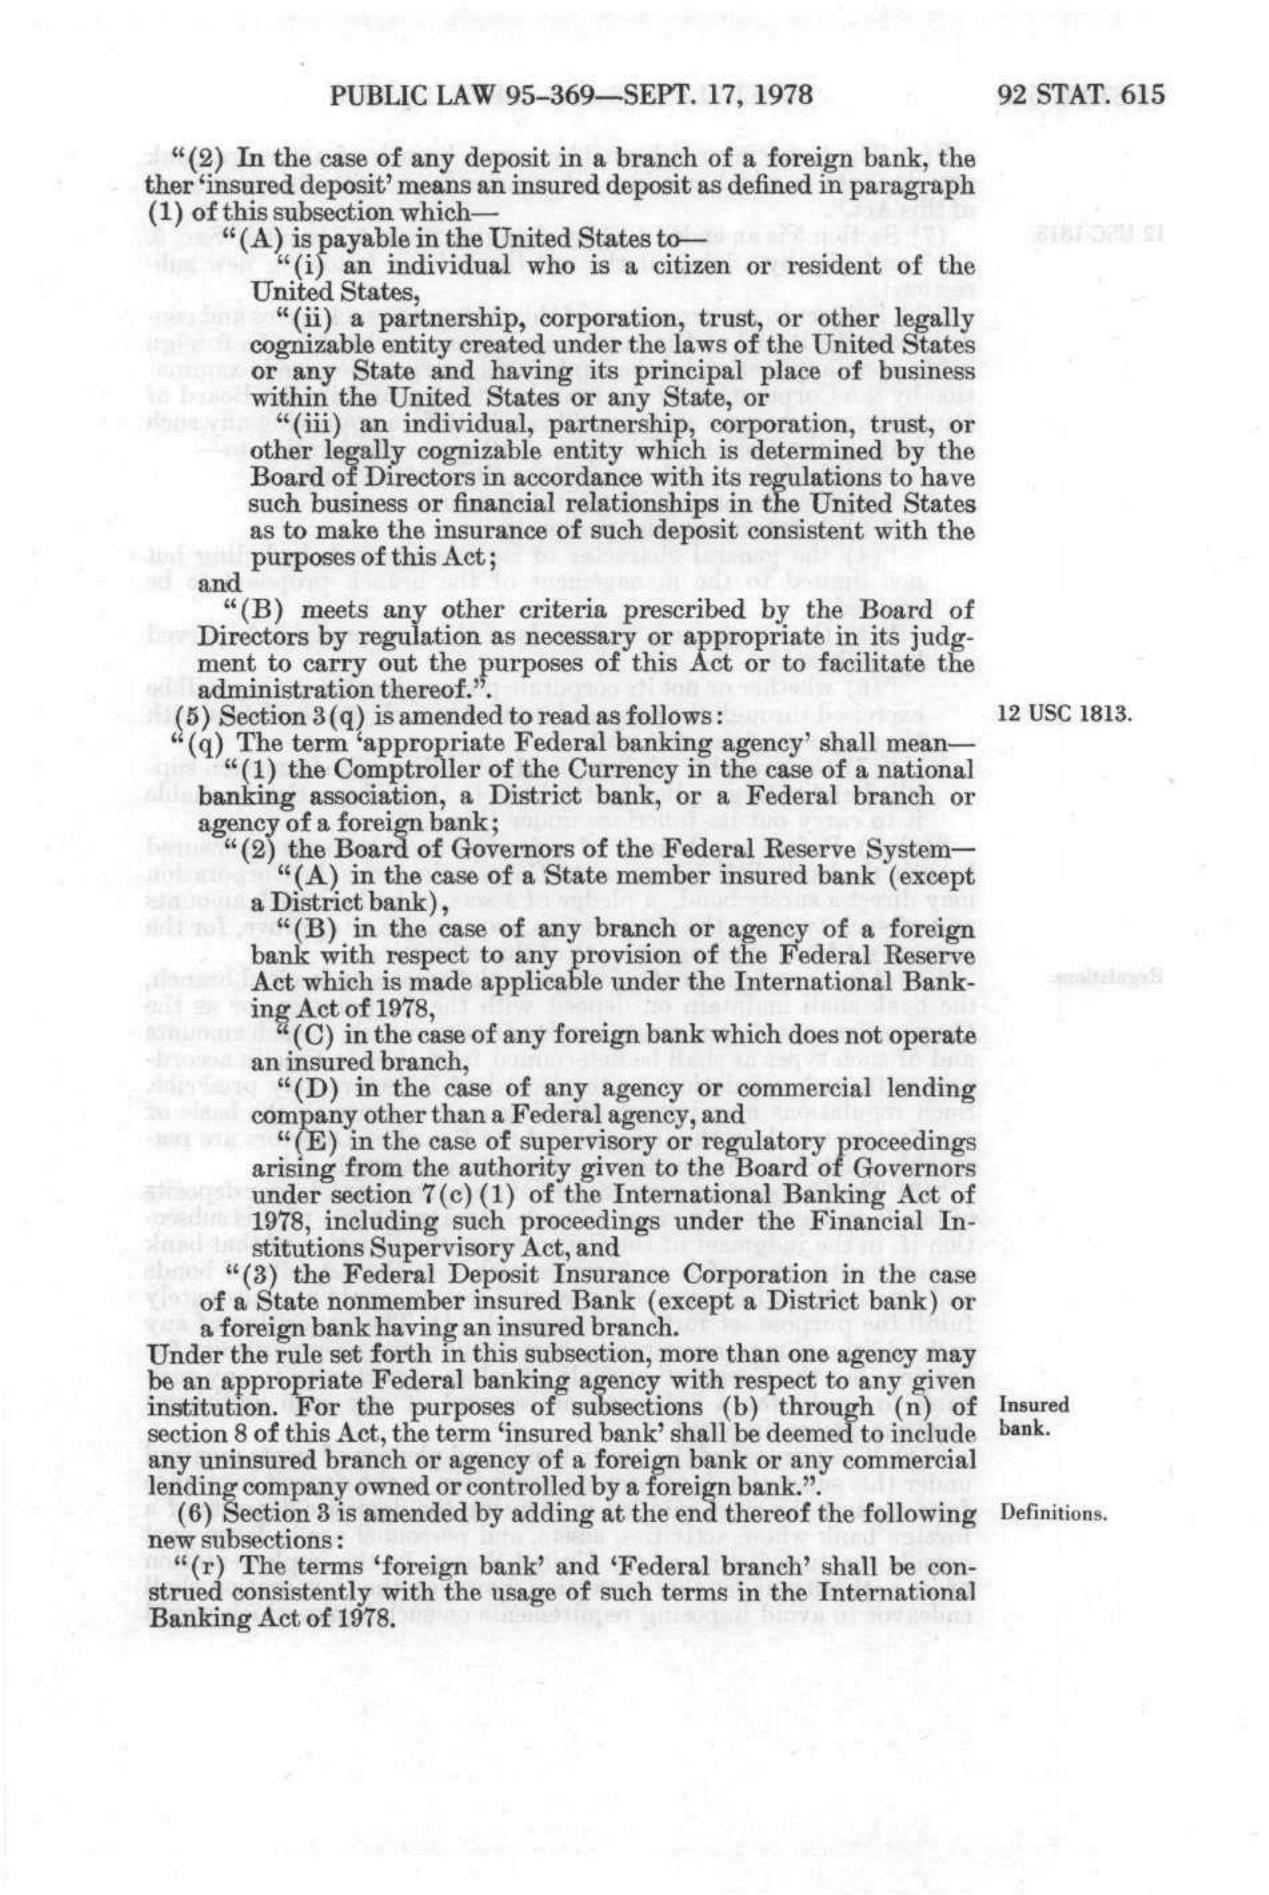 PUBLIC LAW 95-369—SEPT. 17, 1978 92 STAT. 615
“(2) In the case of any deposit in a branch of a foreign bank, the
ther ‘insured deposit’ means an insured deposit as defined in paragraph
(1) of this subsection which—
“(A) is payable in the United States to—
“(i) an individual who is a citizen or resident of the
United States,
“(ii) a partnership, corporation, trust, or other legally
cognizable entity created under the laws of the United States
or any State and having its principal place of business
within the United States or any State, or
“(iii) an individual, partnership, corporation, trust, or
other legally cognizable entity which is determined by the
Board of Directors in accordance with its regulations to have
such business or financial relationships in the United States
as to make the insurance of such deposit consistent with the
purposes of this Act;
and
“(B) meets any other criteria prescribed by the Board of
Directors by regulation as necessary or appropriate in its judg-
ment to carry out the purposes of this Act or to facilitate the
administration thereof.”.
(5) Section 3(q) is amended to read as follows: 12 USC 1813.
“(q) The term ‘appropriate Federal banking agency’ shall mean—
“(1) the Comptroller of the Currency in the case of a national
banking association, a District bank, or a Federal branch or
agency of a foreign bank;
“(2) the Board of Governors of the Federal Reserve System—
“(A) in the case of a State member insured bank (except
a District bank),
“(B) in the case of any branch or agency of a foreign
bank with respect to any provision of the Federal Reserve
Act which is made applicable under the International Bank-
ing Act of 1978,
“(C) in the case of any foreign bank which does not operate
an insured branch,
“(D) in the case of any agency or commercial lending
company other than a Federal agency, and
“(E) in the case of supervisory or regulatory proceedings
arising from the authority given to the Board of Governors
under section 7(c)(1) of the International Banking Act of
1978, including such proceedings under the Financial In-
stitutions Supervisory Act, and
“(3) the Federal Deposit Insurance Corporation in the case
of a State nonmember insured Bank (except a District bank) or
a foreign bank having an insured branch.
Under the rule set forth in this subsection, more than one agency may
be an appropriate Federal banking agency with respect to any given
institution. For the purposes of subsections (b) through (n) of Insured
section 8 of this Act, the term ‘insured bank’ shall be deemed to include bank.
any uninsured branch or agency of a foreign bank or any commercial
lending company owned or controlled by a foreign bank.”.
(6) Section 3 is amended by adding at the end thereof the following Definitions.
new subsections:
“(r) The terms ‘foreign bank’ and ‘Federal branch’ shall be con-
strued consistently with the usage of such terms in the International
Banking Act of 1978.